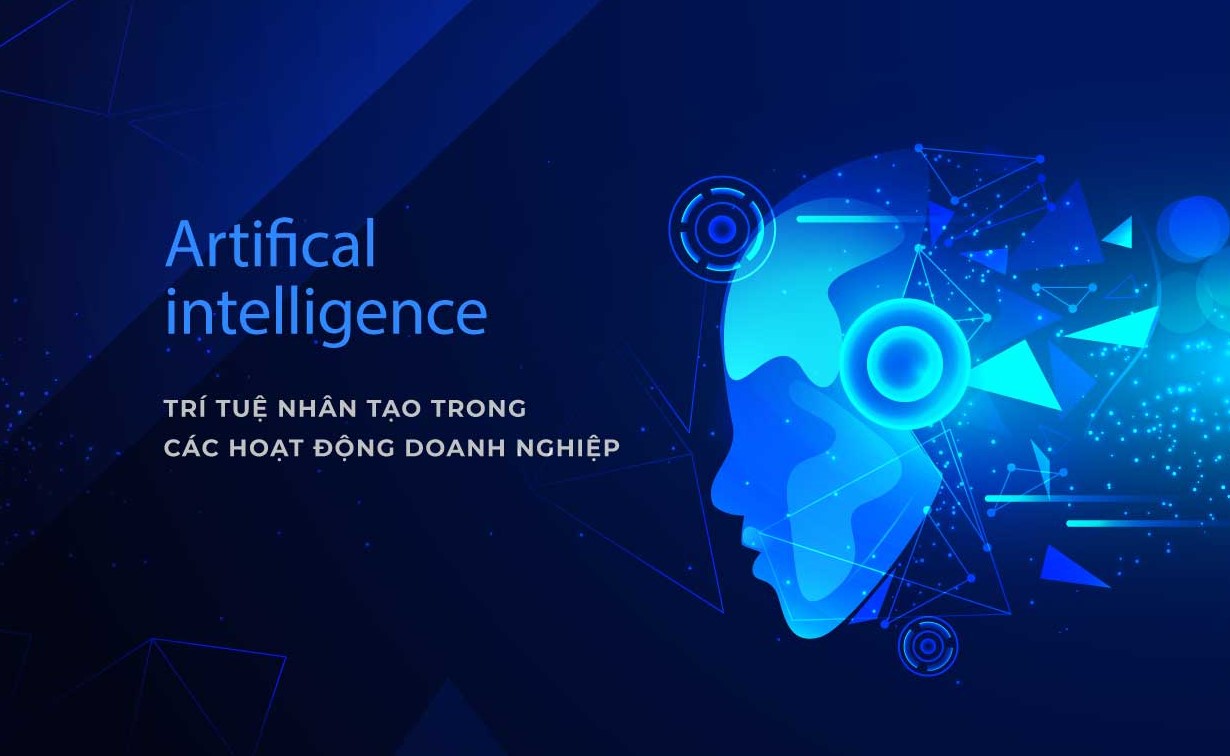 Artifical
intelligence
TRÍ TUỆ NHÂN TẠO TRONG
CÁC HOẠT ĐỘNG DOANH NGHIỆP